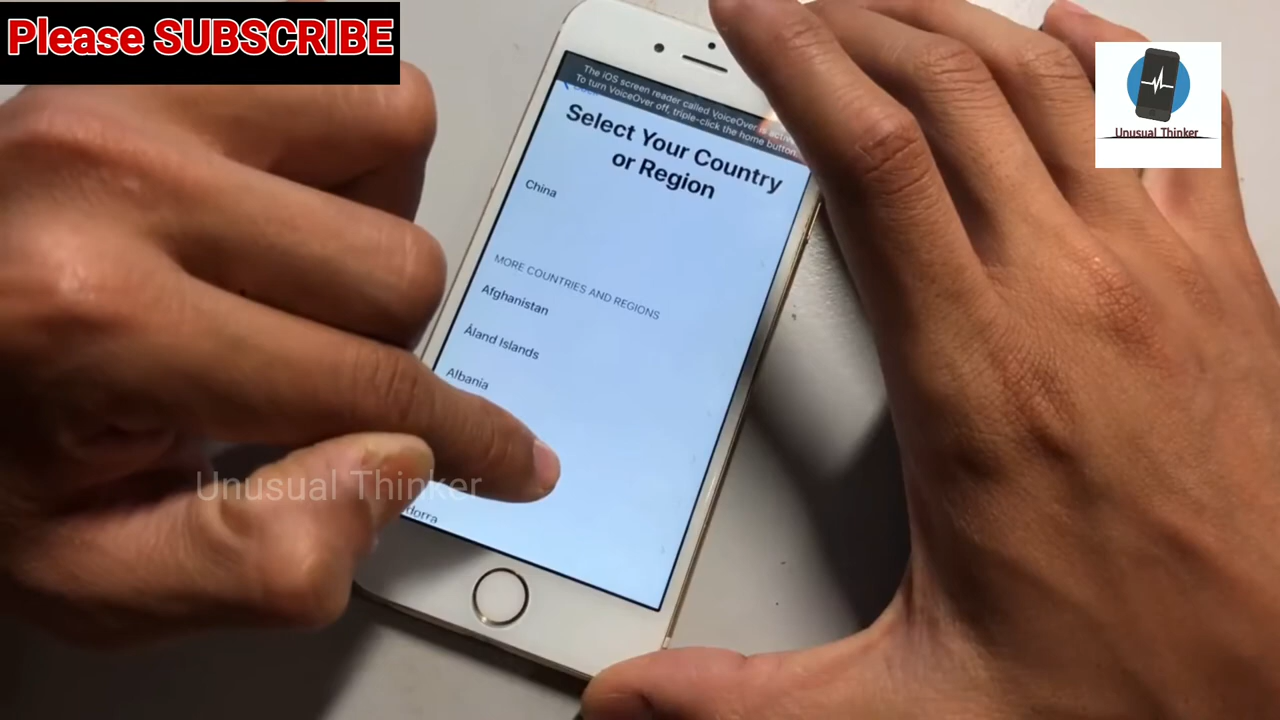 Please SUBSCRIBE
Unusual Thinker
The iOS screen reader called VoiceOver is
To turn VoiceOver off, triple-click the home button.
Select Your Country
or Region
China
MORE COUNTRIES AND REGIONS
Afghanistan
Åland Islands
Albania
Unusual Thinker